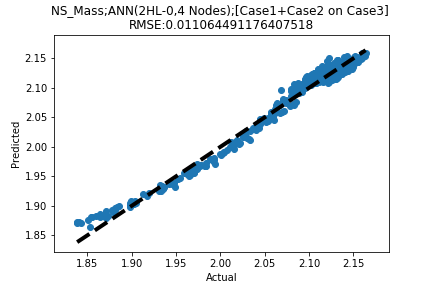 NS_Mass;ANN(2HL-0,4 Nodes);[Case1+Case2 on Case3]
RMSE:0.011064491176407518
2.15
2.10
2.05
2.00
1.95
1.90
1.85
Predicted
1.85 1.90 1.95 2.00 2.05 2.10 2.15
Actual